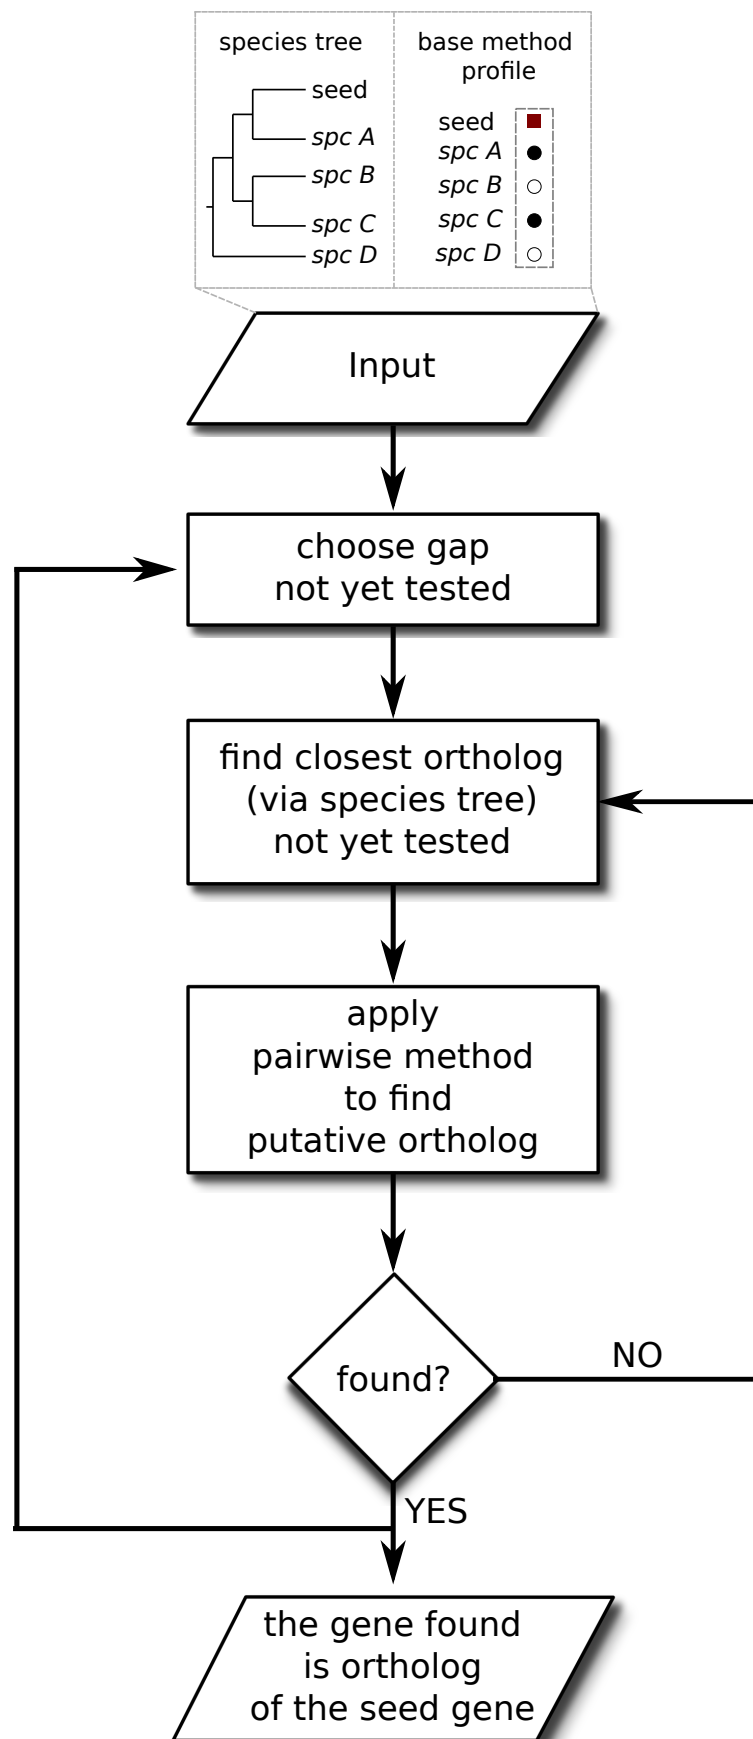 species tree
seed
spc A
spc B
spc C
spc D
base method
profile
seed
spc A
spc B
spc C
spc D
Input
choose gap
not yet tested
find closest ortholog
(via species tree)
not yet tested
apply
pairwise method
to find
putative ortholog
found?
NO
YES
the gene found
is ortholog
of the seed gene